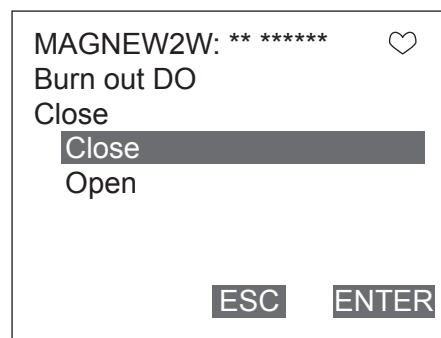 MAGNEW2W: ** ******
Burn out DO
Close
Close
Open
ESC ENTER